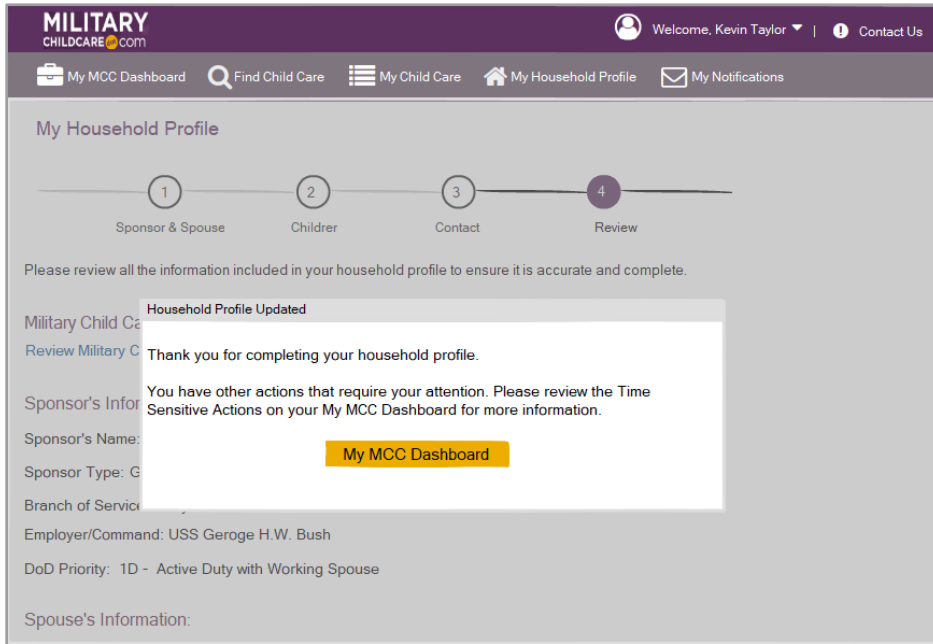 MILITARY
CHILDCARE com
Welcome, Kevin Taylor | Contact Us
My MCC Dashboard Find Child Care My Child Care My Household Profile My Notifications
My Household Profile
1 2 3 4
Sponsor & Spouse Childrer Contact Review
Please review all the information included in your household profile to ensure it is accurate and complete.
Household Profile Updated
Military Child Ca
Review Military C
Thank you for completing your household profile.
You have other actions that require your attention. Please review the Time
Sensitive Actions on your My MCC Dashboard for more information.
My MCC Dashboard
Sponsor's Infor
Sponsor's Name:
Sponsor Type: G
Branch of Service
Employer/Command: USS Geroge H.W. Bush
DoD Priority: 1D - Active Duty with Working Spouse
Spouse's Information: